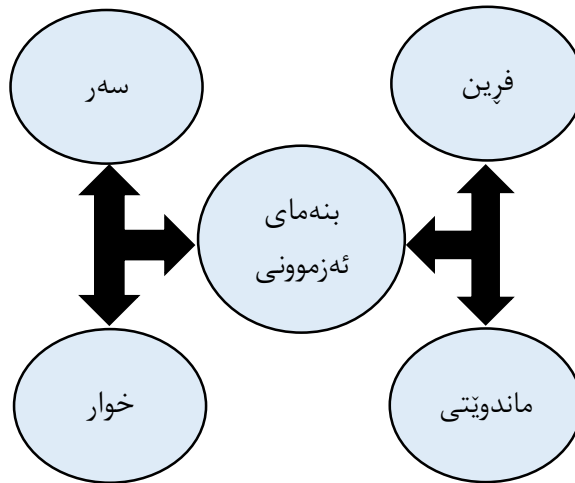 فڕین
سەر
بنەمای
ئەزموونی
ماندوێتی
خوار